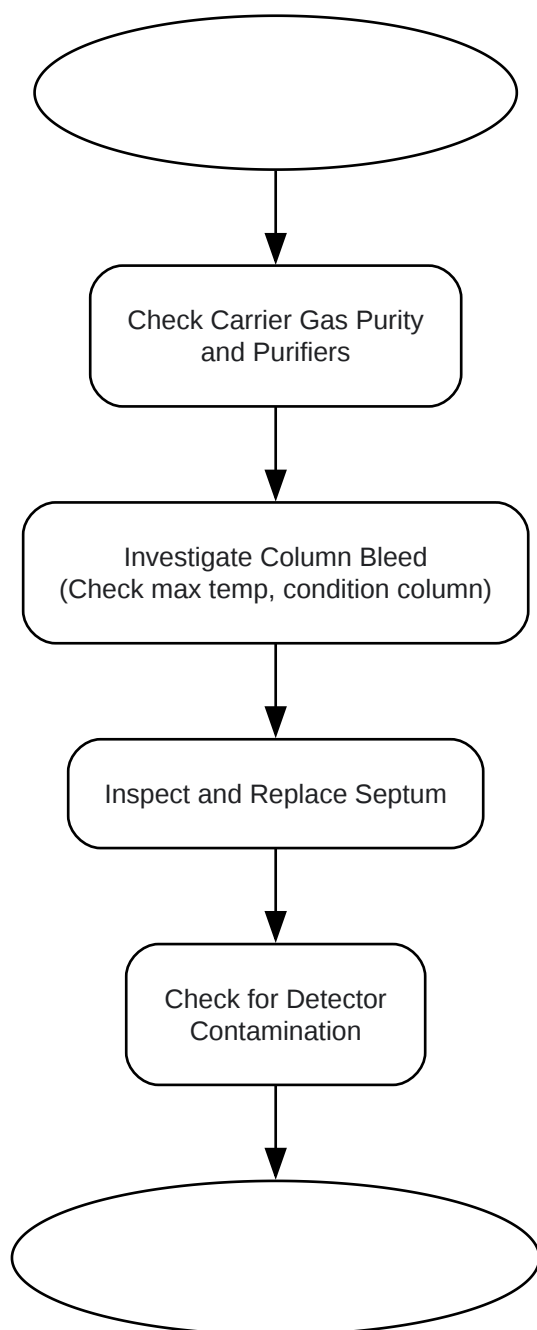 Check Carrier Gas Purity
and Purifiers
Investigate Column Bleed
(Check max temp, condition column)
Inspect and Replace Septum
Check for Detector
Contamination